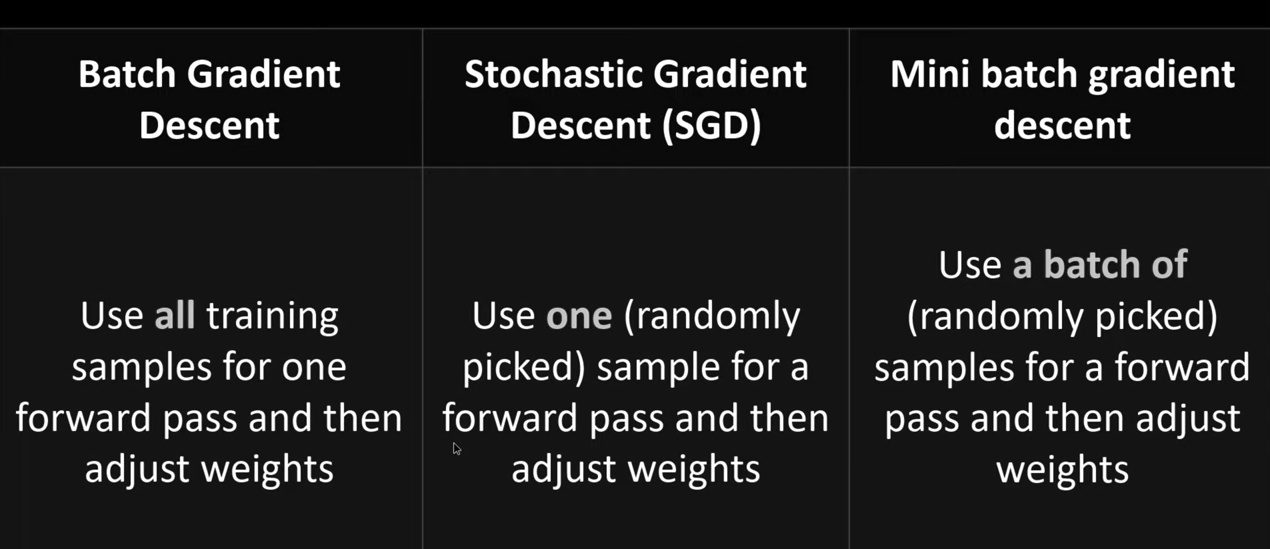 Batch Gradient
Descent
Stochastic Gradient
Descent (SGD)
Mini batch gradient
descent
Use all training
samples for one
forward pass and then
adjust weights
Use one (randomly
picked) sample for a
forward pass and then
adjust weights
Use a batch of
(randomly picked)
samples for a forward
pass and then adjust
weights